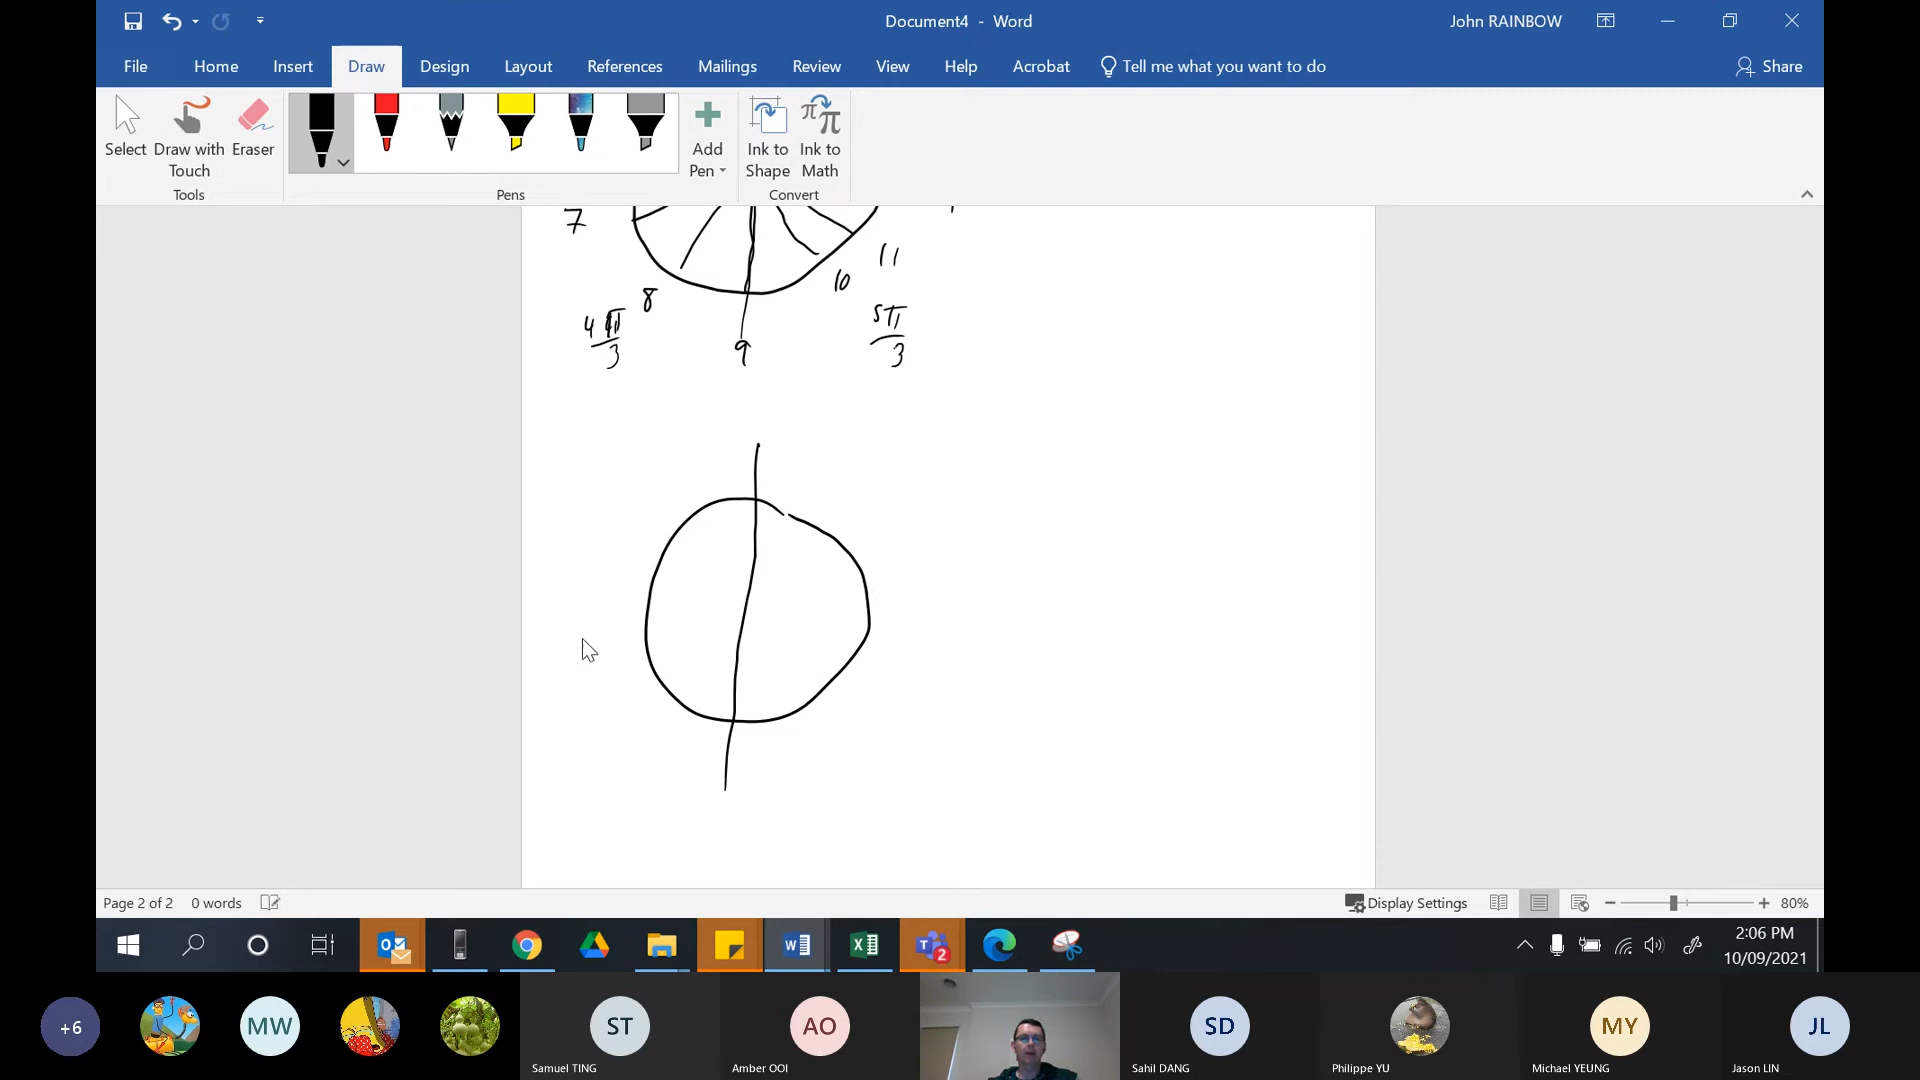 Document4 - Word
John RAINBOW
File Home Insert Draw Design Layout References Mailings Review View Help Acrobat Tell me what you want to do Share
Select Draw with Touch Eraser
Tools
Pens
Add Pen
Ink to Shape Ink to Math
Convert
7
11
10
8
4π/3
9
5π/3
Page 2 of 2 0 words
Display Settings
80%
2
2:06 PM
10/09/2021
+6
MW
ST
AO
SD
MY
JL
Samuel TING
Amber OOI
Sahil DANG
Philippe YU
Michael YEUNG
Jason LIN